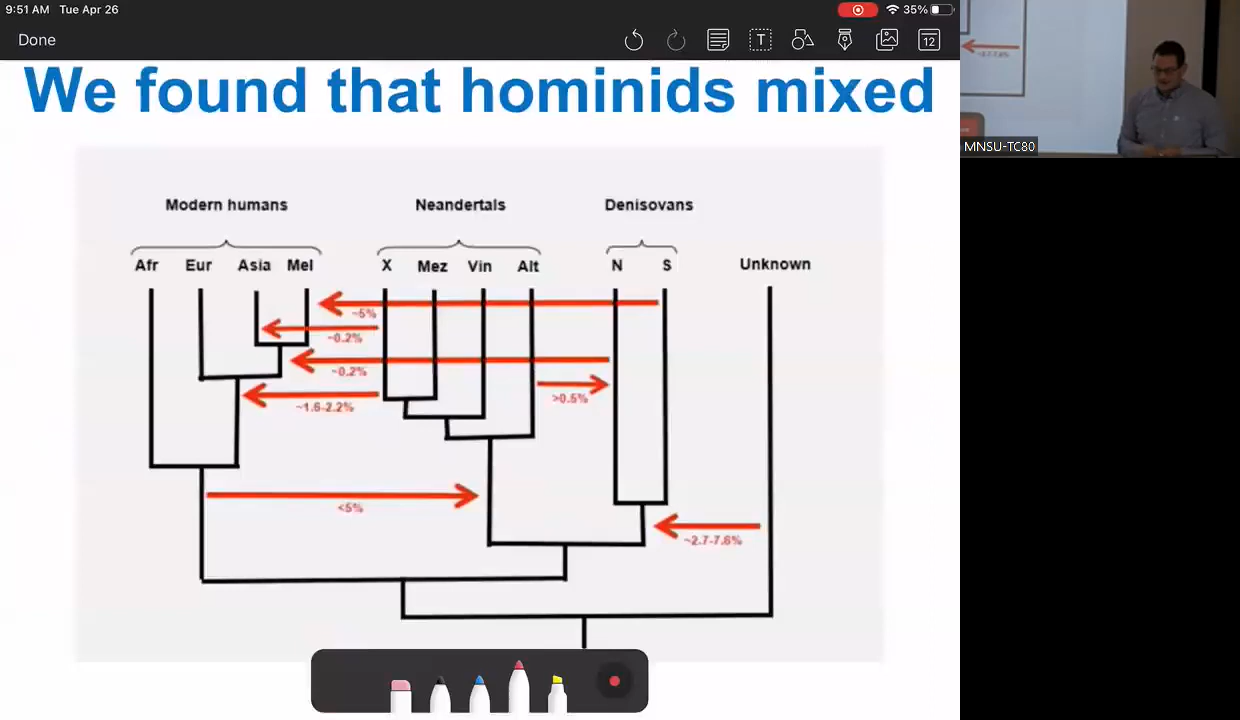 9:51 AM Tue Apr 26
35%
Done
12
We found that hominids mixed
Modern humans
Neandertals
Denisovans
Afr Eur Asia Mel X Mez Vin Alt N S Unknown
~5%
~0.2%
~0.2%
>0.5%
~1.6-2.2%
<5%
~2.7-7.6%
MNSU-TC80